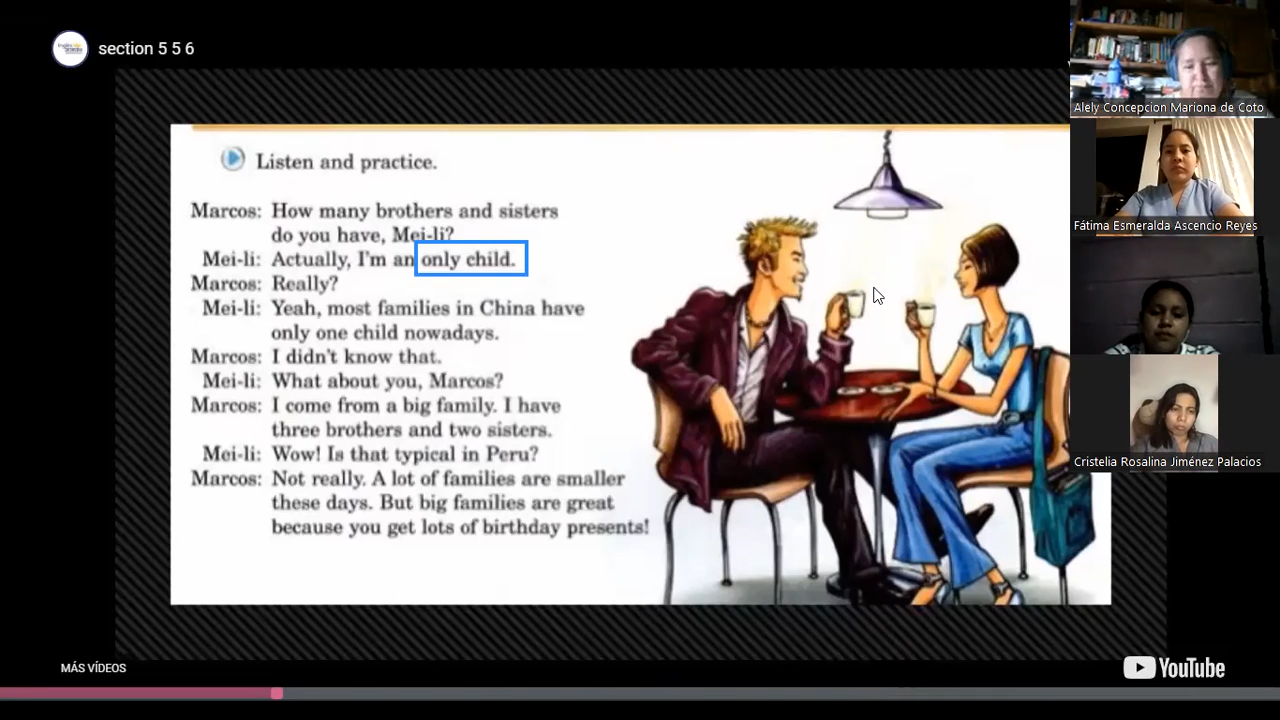 section 5 5 6
Listen and practice.
Marcos: How many brothers and sisters
do you have, Mei-li?
Mei-li: Actually, I'm an only child.
Marcos: Really?
Mei-li: Yeah, most families in China have
only one child nowadays.
Marcos: I didn't know that.
Mei-li: What about you, Marcos?
Marcos: I come from a big family. I have
three brothers and two sisters.
Mei-li: Wow! Is that typical in Peru?
Marcos: Not really. A lot of families are smaller
these days. But big families are great
because you get lots of birthday presents!
MÁS VÍDEOS
YouTube
Alely Concepcion Mariona de Coto
Fátima Esmeralda Ascencio Reyes
Cristelia Rosalina Jiménez Palacios